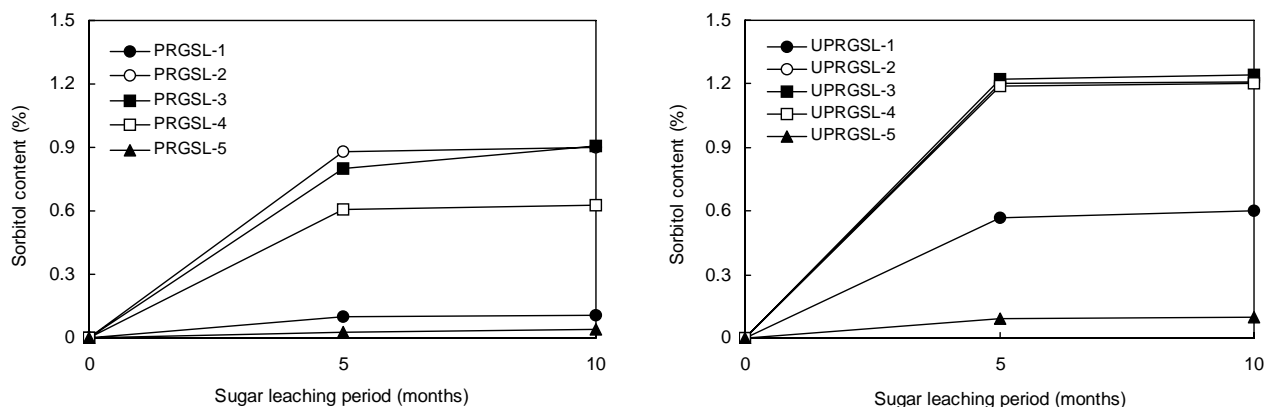 1.5
1.2
0.9
0.6
0.3
0
Sorbitol content (%)
PRGSL-1
PRGSL-2
PRGSL-3
PRGSL-4
PRGSL-5
0
5
10
Sugar leaching period (months)
1.5
1.2
0.9
0.6
0.3
0
Sorbitol content (%)
UPRGSL-1
UPRGSL-2
UPRGSL-3
UPRGSL-4
UPRGSL-5
0
5
10
Sugar leaching period (months)